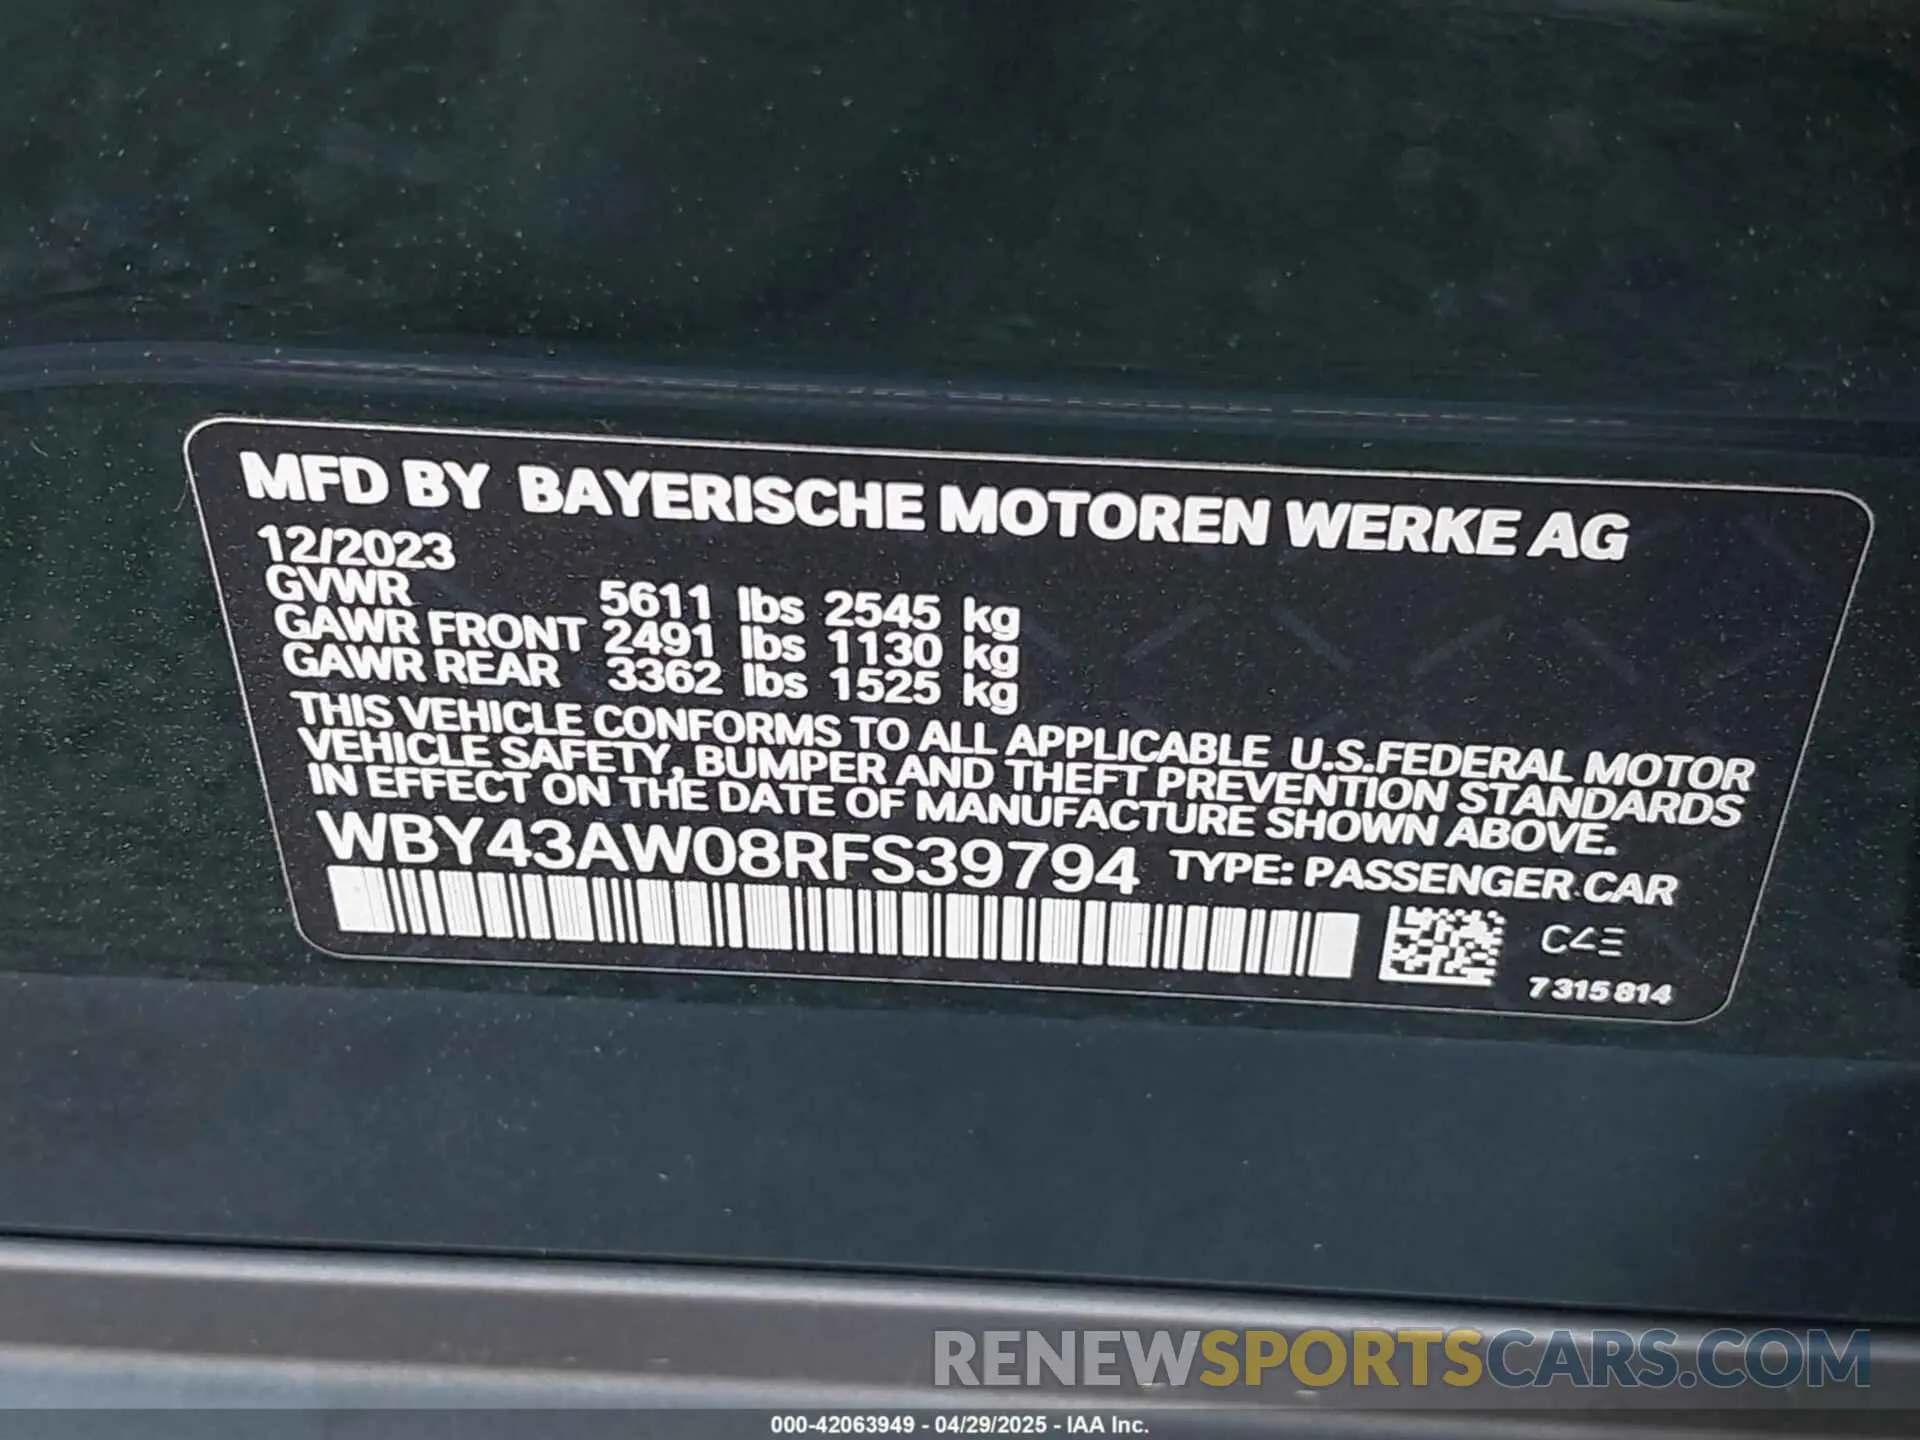 MFD BY BAYERISCHE MOTOREN WERKE AG
12/2023
GVWR 5611 lbs 2545 kg
GAWR FRONT 2491 lbs 1130 kg
GAWR REAR 3362 lbs 1525 kg
THIS VEHICLE CONFORMS TO ALL APPLICABLE U.S.FEDERAL MOTOR
VEHICLE SAFETY, BUMPER AND THEFT PREVENTION STANDARDS
IN EFFECT ON THE DATE OF MANUFACTURE SHOWN ABOVE.
WBY43AW08RFS39794 TYPE: PASSENGER CAR
7 315 814
RENEWSPORTSCARS.COM
000-42063949 - 04/29/2025 - IAA Inc.